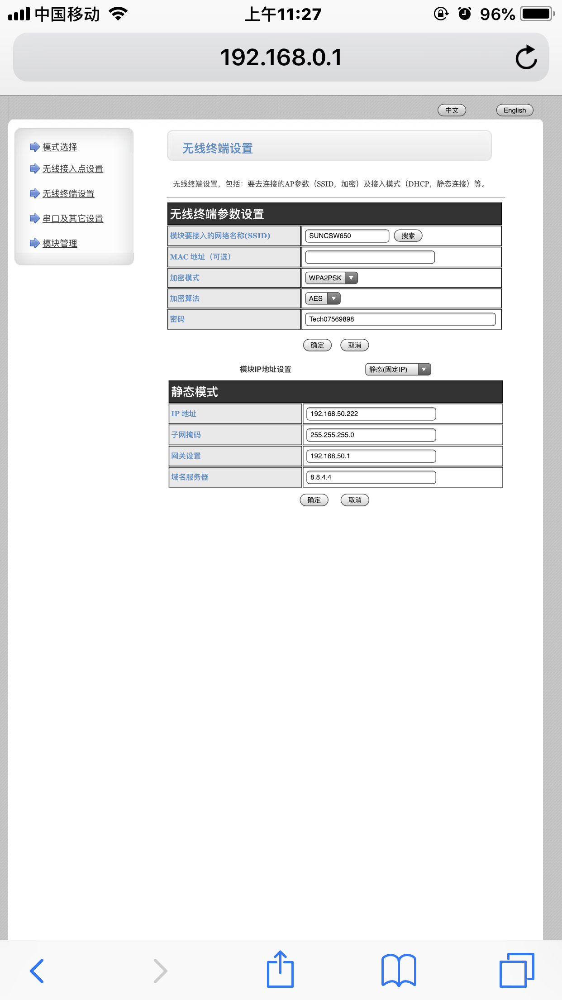 中国移动 上午11:27 96%
192.168.0.1
中文 English
模式选择
无线接入点设置
无线终端设置
串口及其它设置
模块管理
无线终端设置
无线终端设置，包括：要去连接的AP参数（SSID，加密）及接入模式（DHCP，静态连接）等。
无线终端参数设置
模块要接入的网络名称(SSID) SUNCSW650 搜索
MAC 地址（可选）
加密模式 WPA2PSK
加密算法 AES
密码 Tech07569898
确定 取消
模块IP地址设置 静态(固定IP)
静态模式
IP 地址 192.168.50.222
子网掩码 255.255.255.0
网关设置 192.168.50.1
域名服务器 8.8.4.4
确定 取消